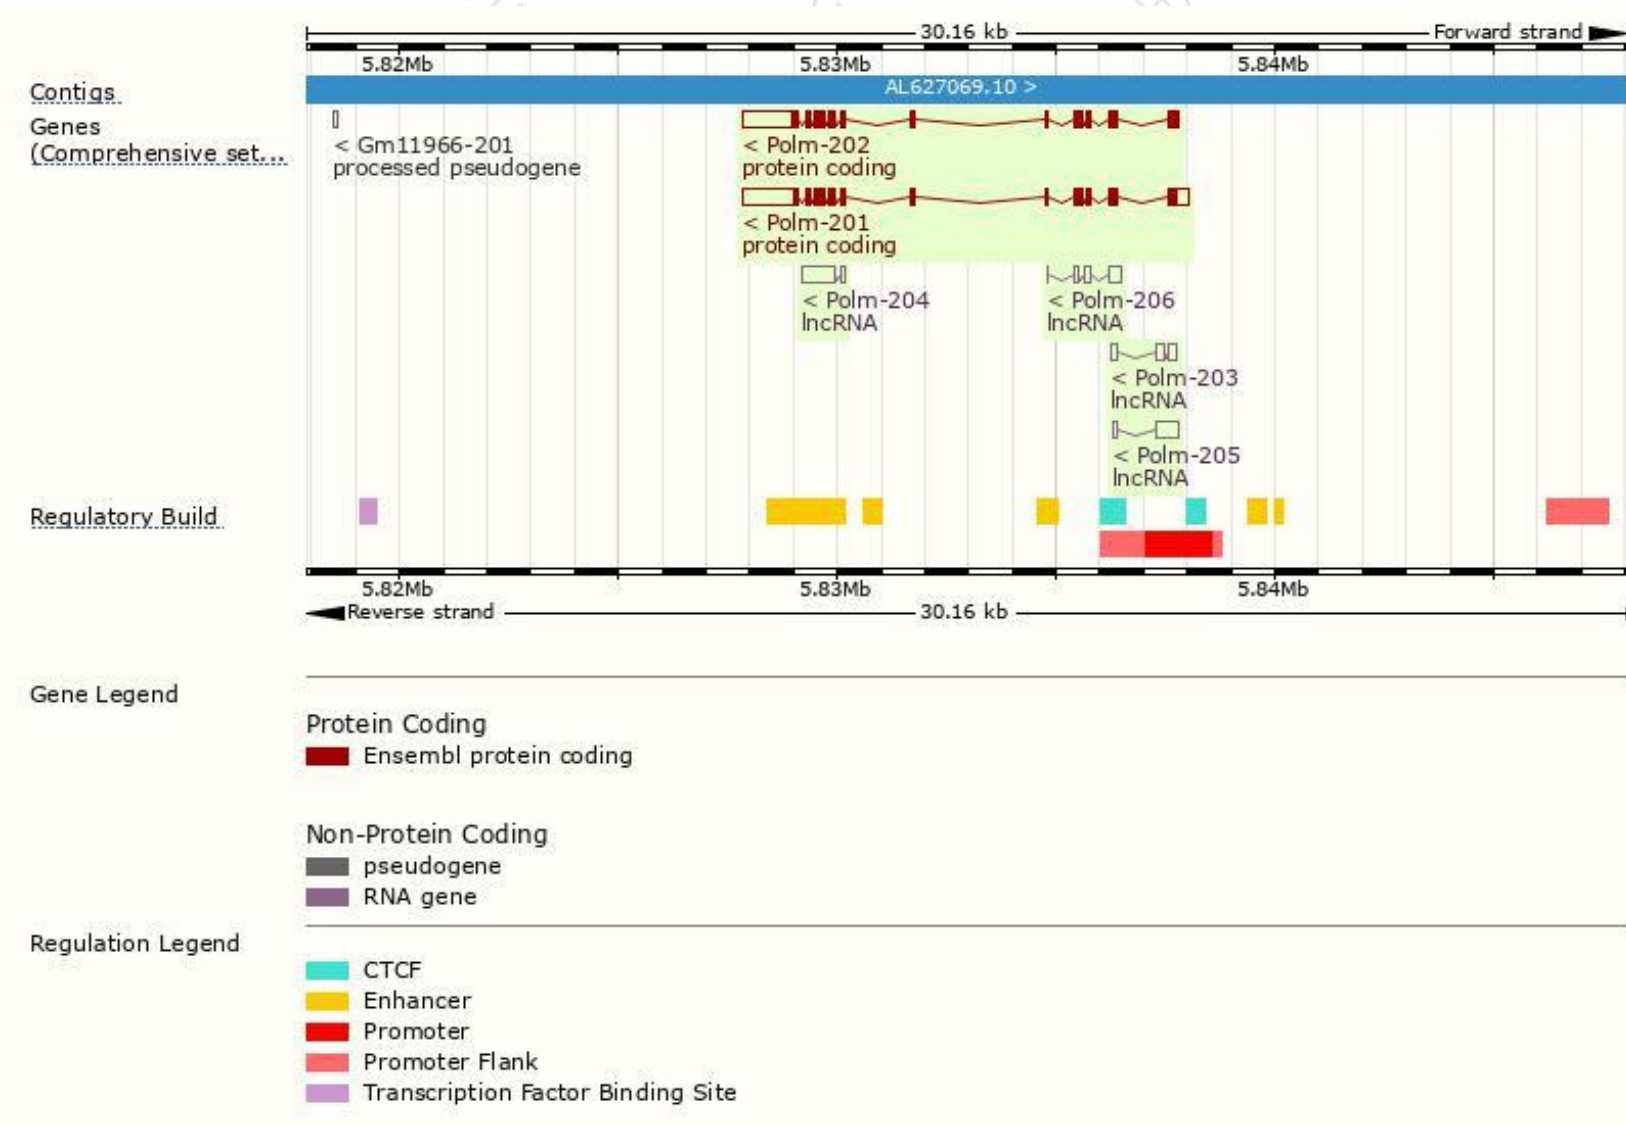 30.16 kb Forward strand
5.82Mb 5.83Mb 5.84Mb
Contigs AL627069.10 >
Genes
(Comprehensive set...
< Gm11966-201
processed pseudogene
< Polm-202
protein coding
< Polm-201
protein coding
< Polm-204
lncRNA
< Polm-206
lncRNA
< Polm-203
lncRNA
< Polm-205
lncRNA
Regulatory Build
5.82Mb 5.83Mb 5.84Mb
Reverse strand 30.16 kb
Gene Legend
Protein Coding
Ensembl protein coding
Non-Protein Coding
pseudogene
RNA gene
Regulation Legend
CTCF
Enhancer
Promoter
Promoter Flank
Transcription Factor Binding Site